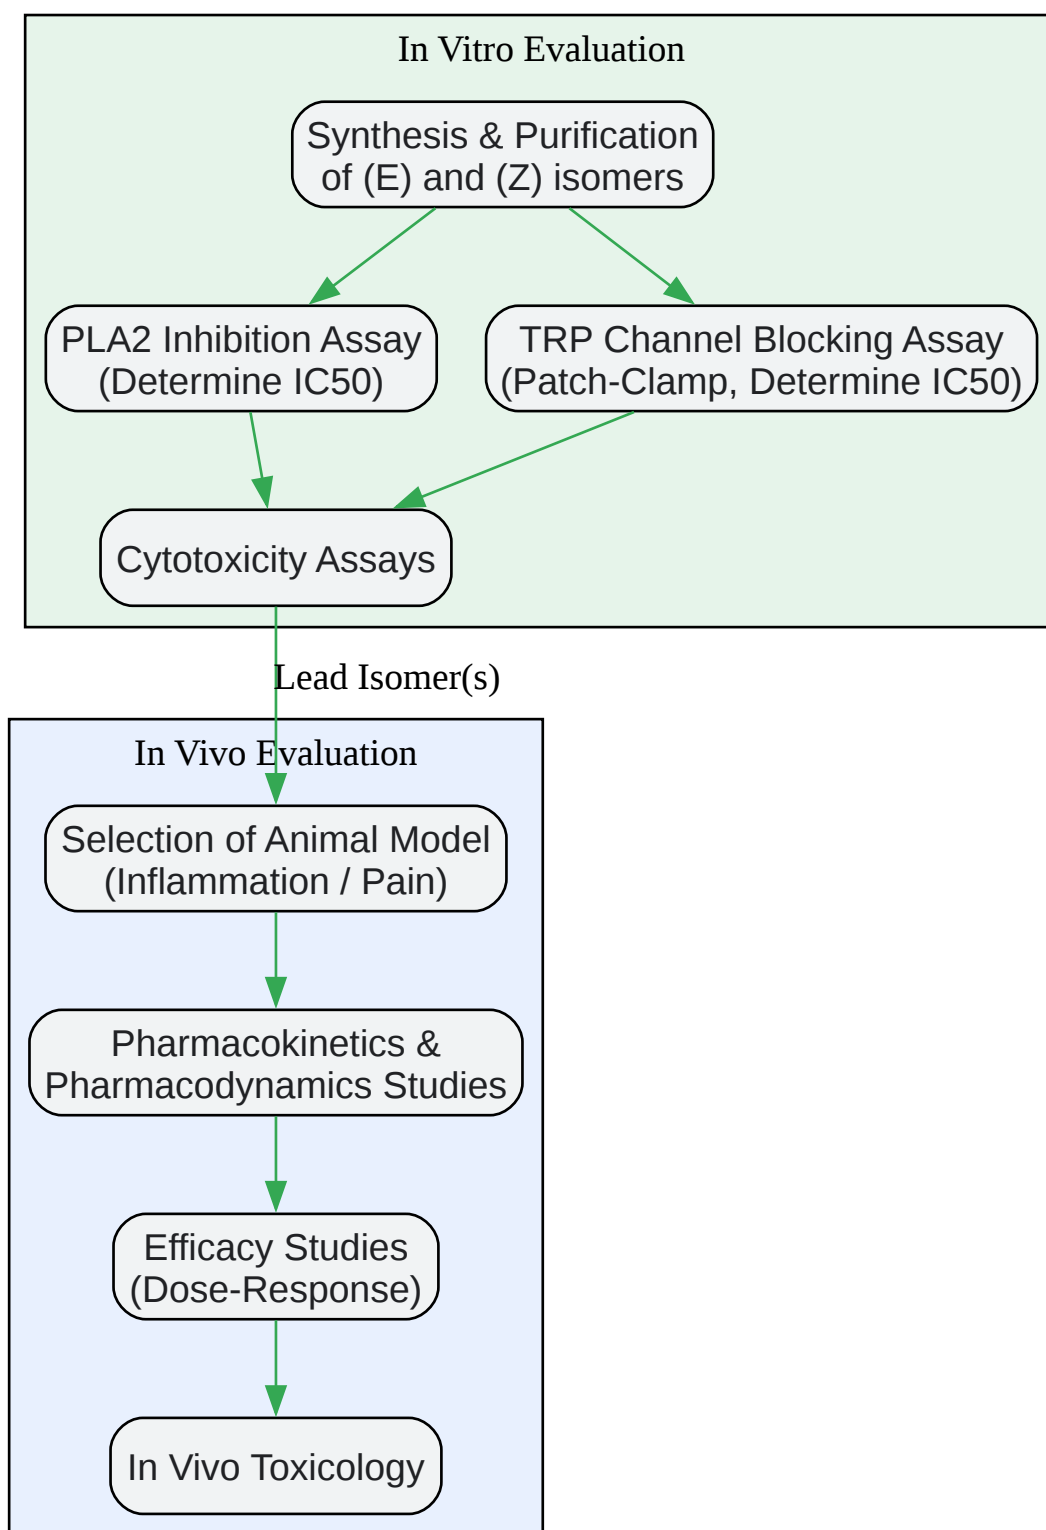 In Vitro Evaluation
Synthesis & Purification
of (E) and (Z) isomers
PLA2 Inhibition Assay
(Determine IC50)
TRP Channel Blocking Assay
(Patch-Clamp, Determine IC50)
Cytotoxicity Assays
Lead Isomer(s)
In Vivo Evaluation
Selection of Animal Model
(Inflammation / Pain)
Pharmacokinetics &
Pharmacodynamics Studies
Efficacy Studies
(Dose-Response)
In Vivo Toxicology